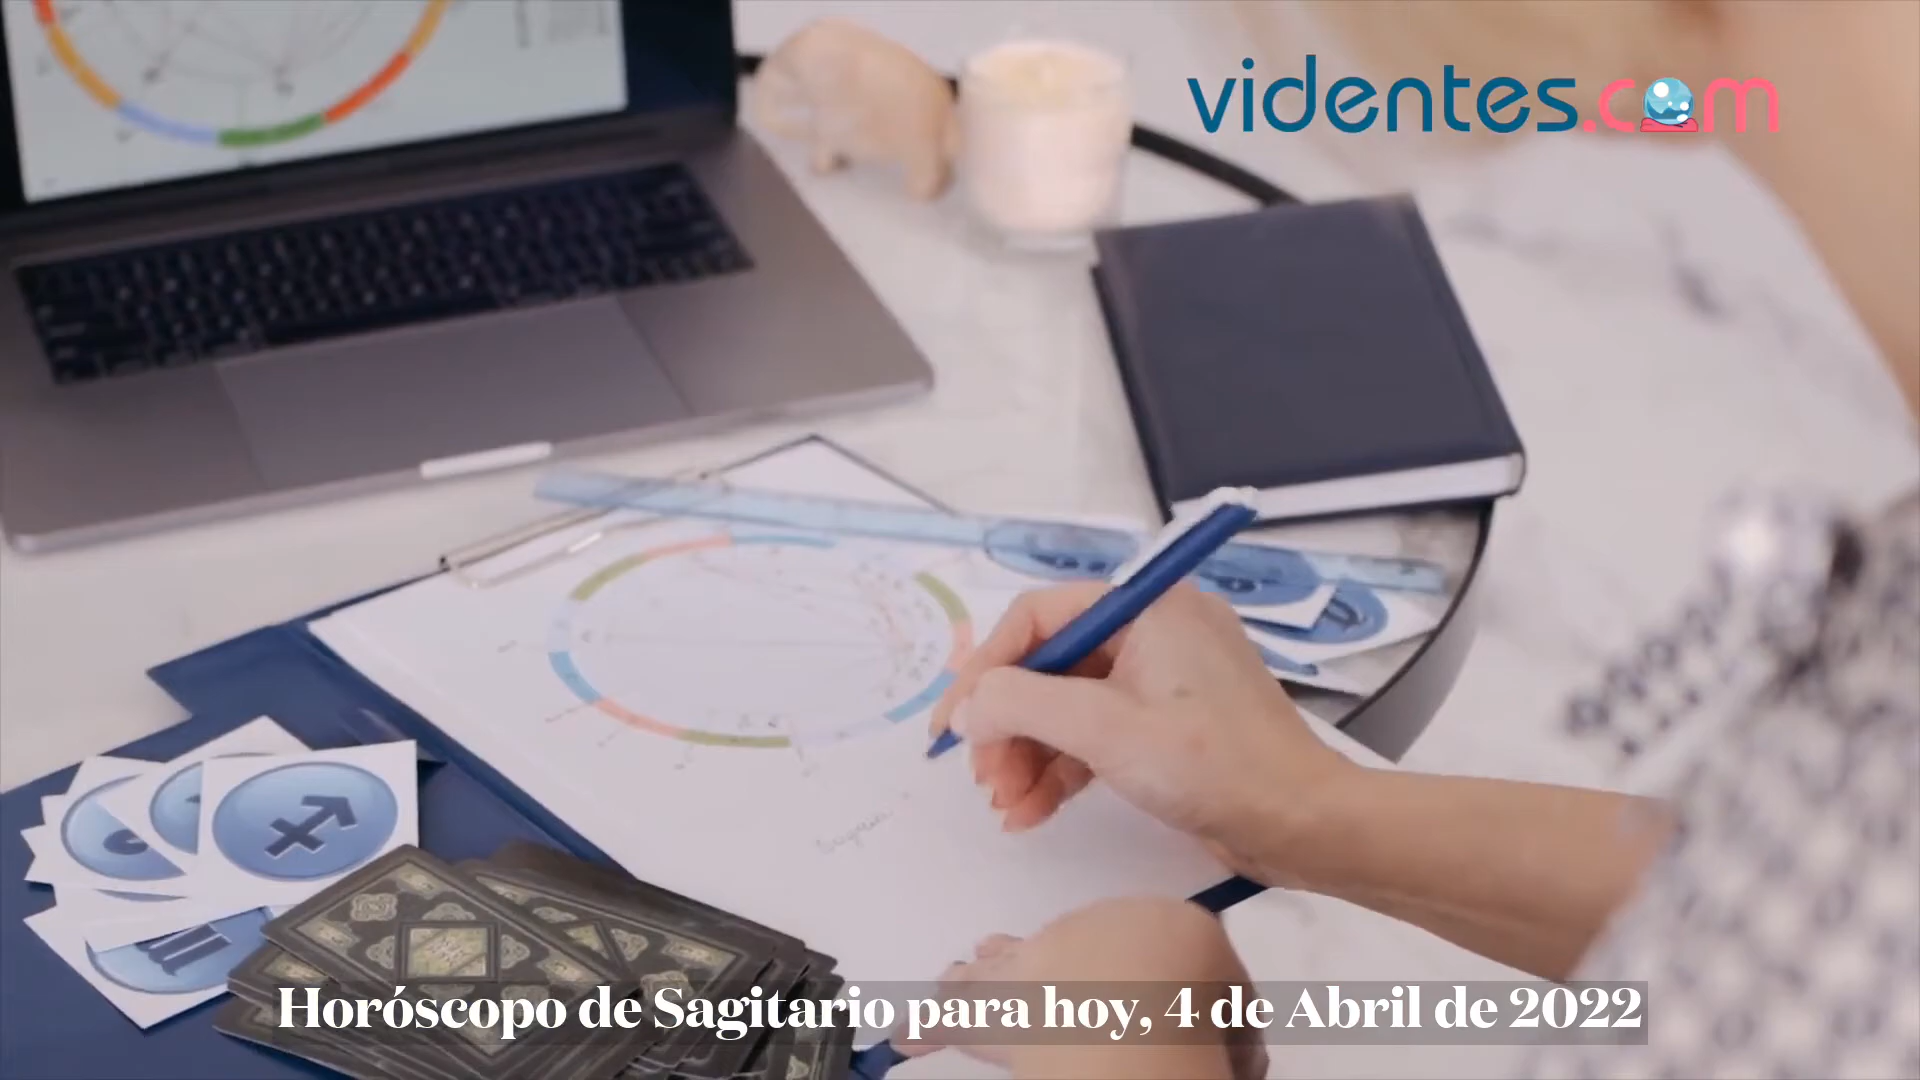 videntes.com
Horóscopo de Sagitario para hoy, 4 de Abril de 2022